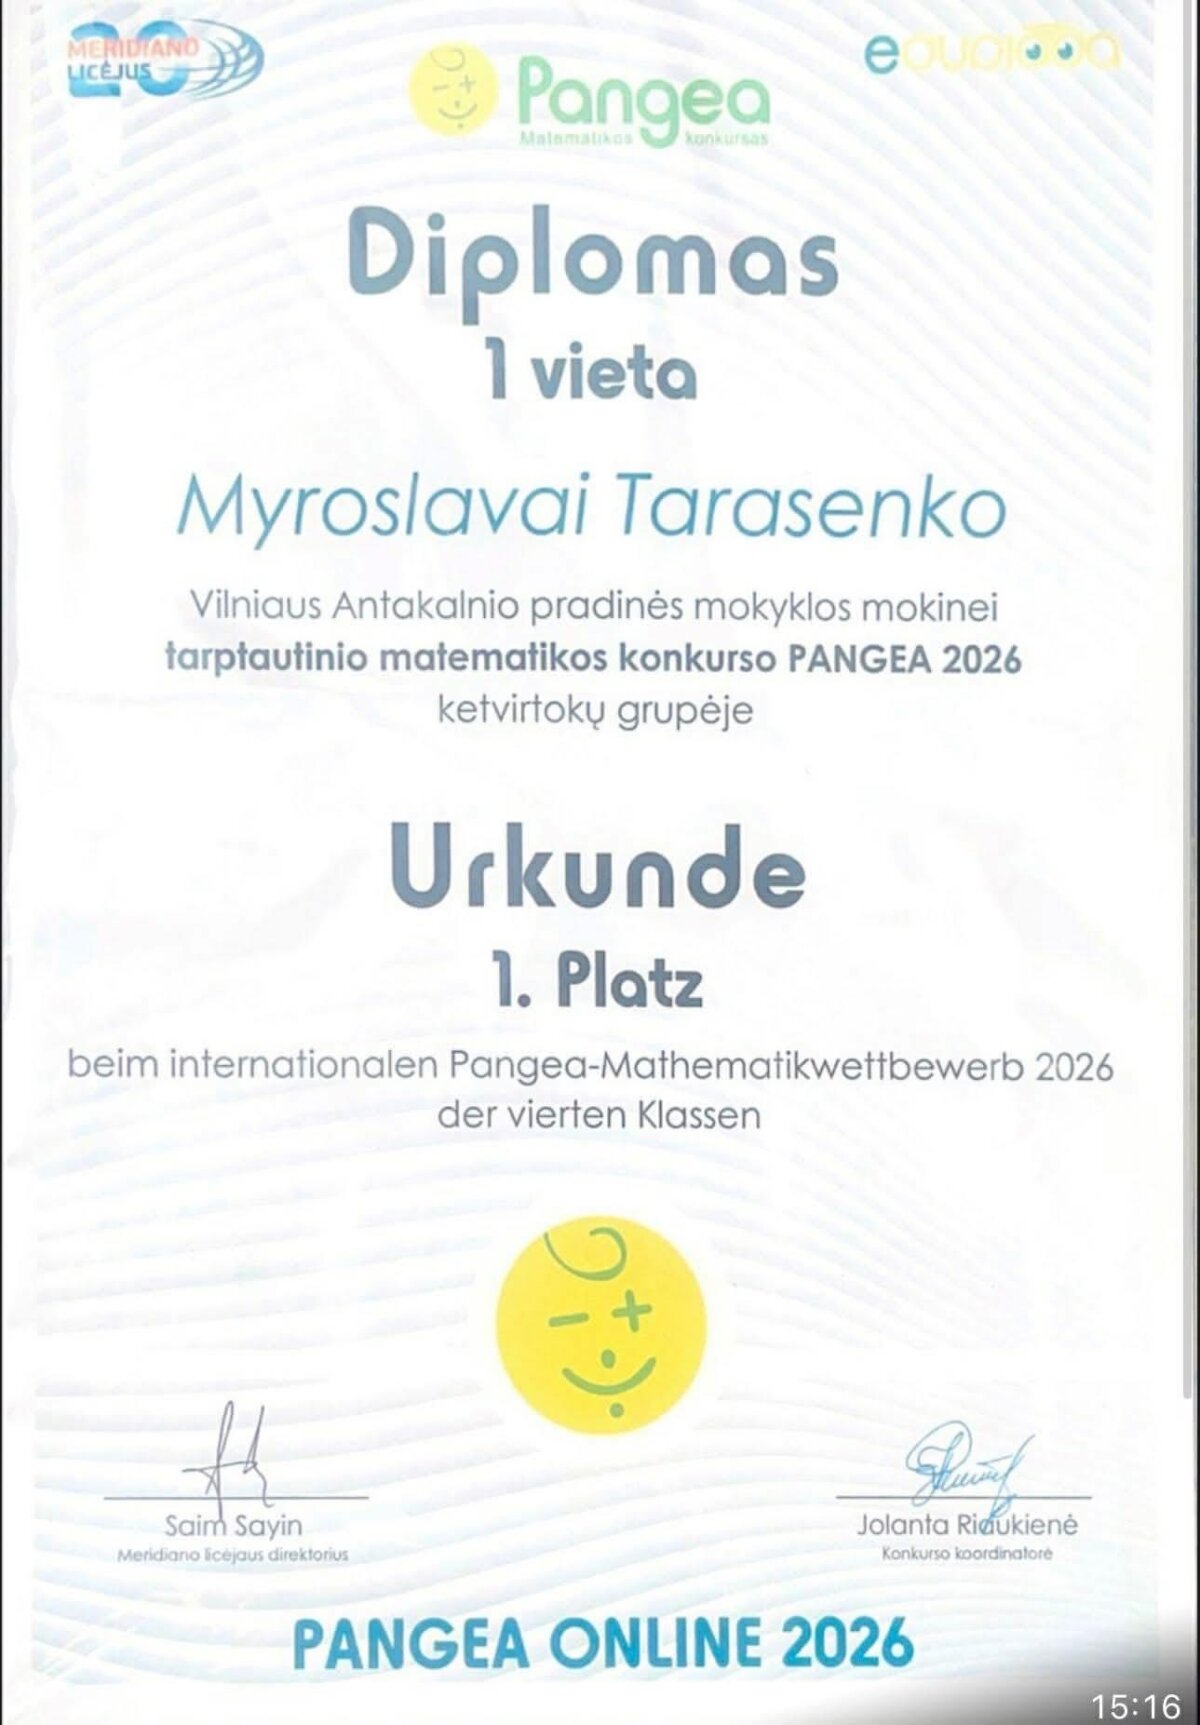 MERIDIANO
20
LICĖJUS
Pangea
Matematikos konkursas
Diplomas
1 vieta
Myroslavai Tarasenko
Vilniaus Antakalnio pradinės mokyklos mokinei
tarptautinio matematikos konkurso PANGEA 2026
ketvirtokų grupėje
Urkunde
1. Platz
beim internationalen Pangea-Mathematikwettbewerb 2026
der vierten Klassen
Saim Sayin
Meridiano licėjaus direktorius
Jolanta Ridukienė
Konkurso koordinatorė
PANGEA ONLINE 2026
15:16